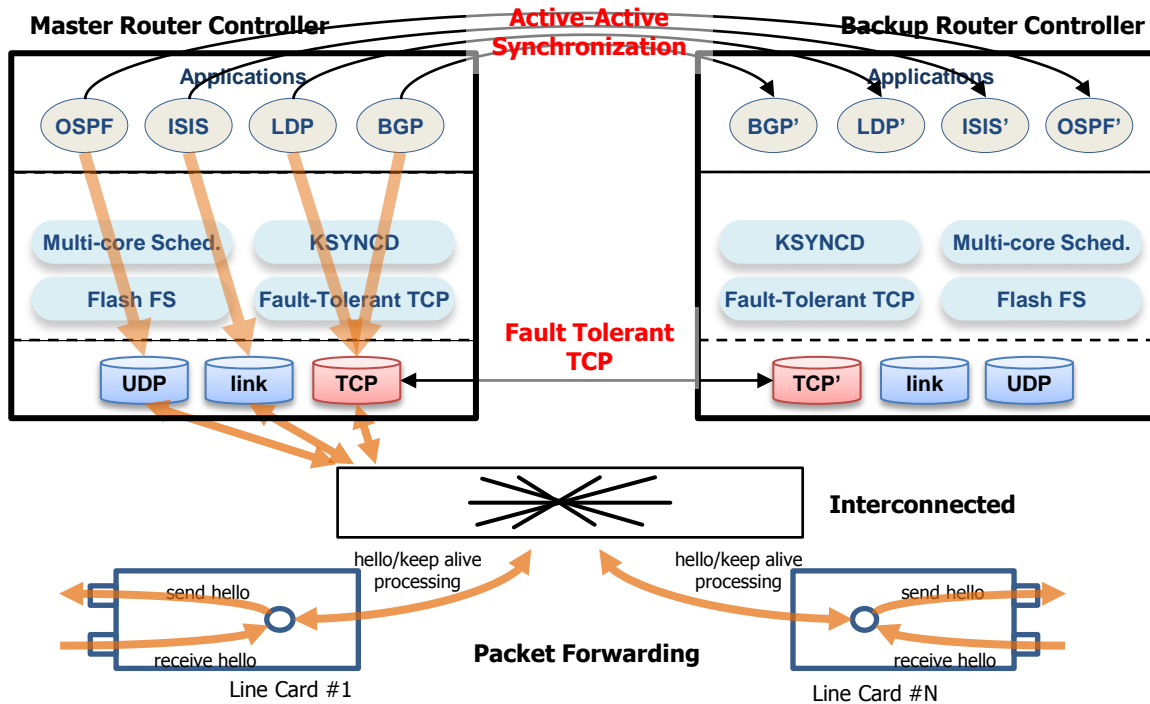 Master Router Controller
Active-Active
Synchronization
Backup Router Controller
Applications
OSPF
ISIS
LDP
BGP
Multi-core Sched.
KSYNCD
Flash FS
Fault-Tolerant TCP
UDP
link
TCP
Fault Tolerant
TCP
Applications
BGP’
LDP’
ISIS’
OSPF’
KSYNCD
Multi-core Sched.
Fault-Tolerant TCP
Flash FS
TCP’
link
UDP
Interconnected
hello/keep alive
processing
hello/keep alive
processing
send hello
receive hello
Line Card #1
Packet Forwarding
send hello
receive hello
Line Card #N